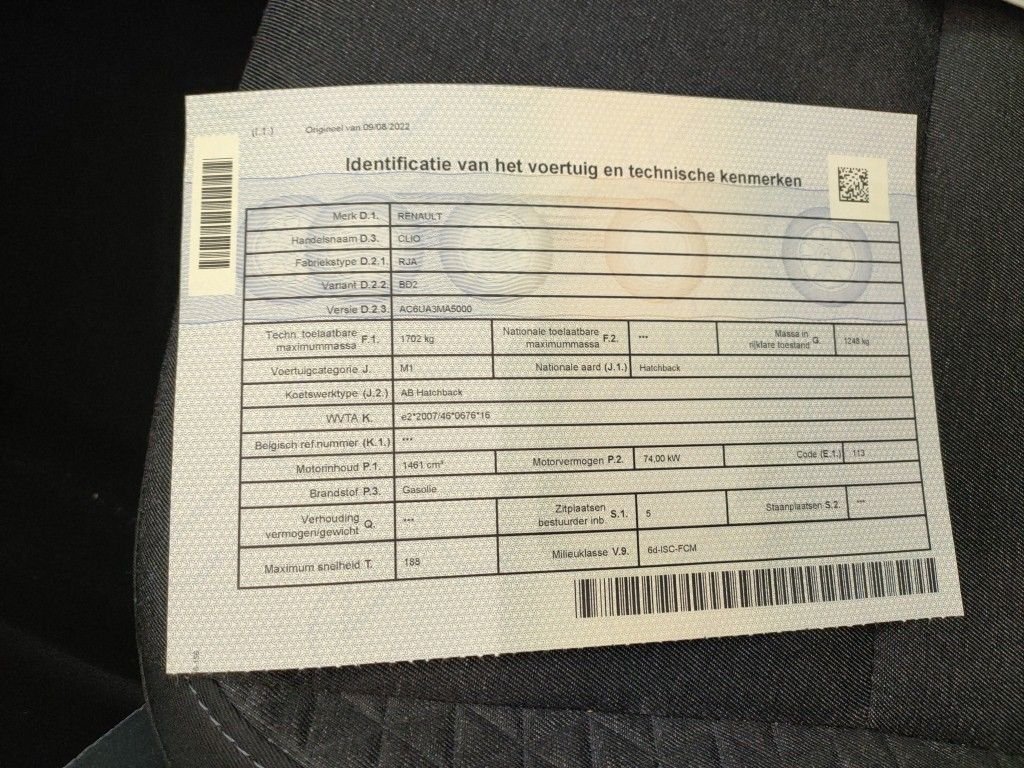 (I.1.) Origineel van 09/08/2022
Identificatie van het voertuig en technische kenmerken
Merk D.1. RENAULT
Handelsnaam D.3. CLIO
Fabriekstype D.2.1. RJA
Variant D.2.2. BD2
Versie D.2.3. AC6UA3MA5000
Techn. toelaatbare maximummassa F.1. 1702 kg Nationale toelaatbare maximummassa F.2. *** Massa in rijklare toestand G. 1248 kg
Voertuigcategorie J. M1 Nationale aard (J.1.) Hatchback
Koetswerktype (J.2.) AB Hatchback
WVTA K. e2*2007/46*0676*16
Belgisch ref.nummer (K.1.) ***
Motorinhoud P.1. 1461 cm³ Motorvermogen P.2. 74,00 kW Code (E.1.) 113
Brandstof P.3. Gasolie
Verhouding vermogen/gewicht Q. *** Zitplaatsen bestuurder inb S.1. 5 Staanplaatsen S.2. ***
Maximum snelheid T. 188 Milieuklasse V.9. 6d-ISC-FCM